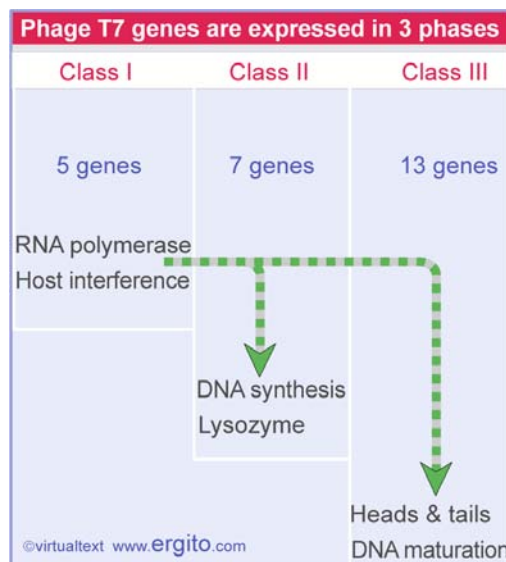 Phage T7 genes are expressed in 3 phases
Class I Class II Class III
5 genes 7 genes 13 genes
RNA polymerase
Host interference
DNA synthesis
Lysozyme
Heads & tails
DNA maturation
©virtualtext www.ergito.com